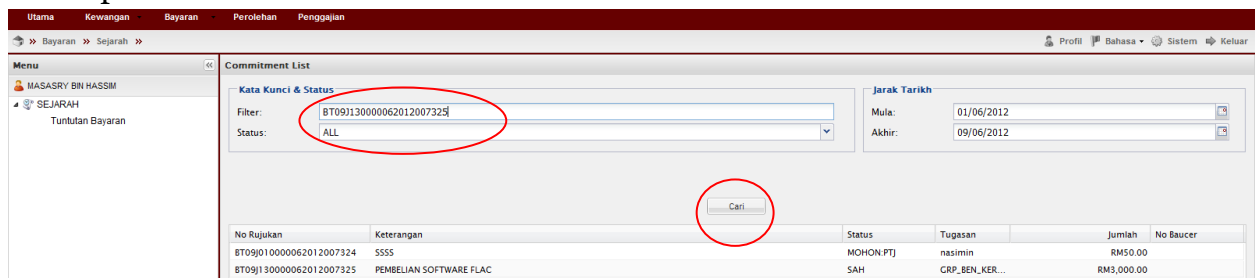 Utama Kewangan Bayaran Perolehan Penggajian
» Bayaran » Sejarah » Profil Bahasa Sistem Keluar
Menu « Commitment List
MASASRY BIN HASSIM
SEJARAH
Tuntutan Bayaran
Kata Kunci & Status Jarak Tarikh
Filter: BT09J130000062012007325 Mula: 01/06/2012
Status: ALL Akhir: 09/06/2012
Cari
No Rujukan Keterangan Status Tugasan Jumlah No Baucer
BT09J010000062012007324 SSSS MOHON:PTJ nasimin RM50.00
BT09J130000062012007325 PEMBELIAN SOFTWARE FLAC SAH GRP_BEN_KER... RM3,000.00